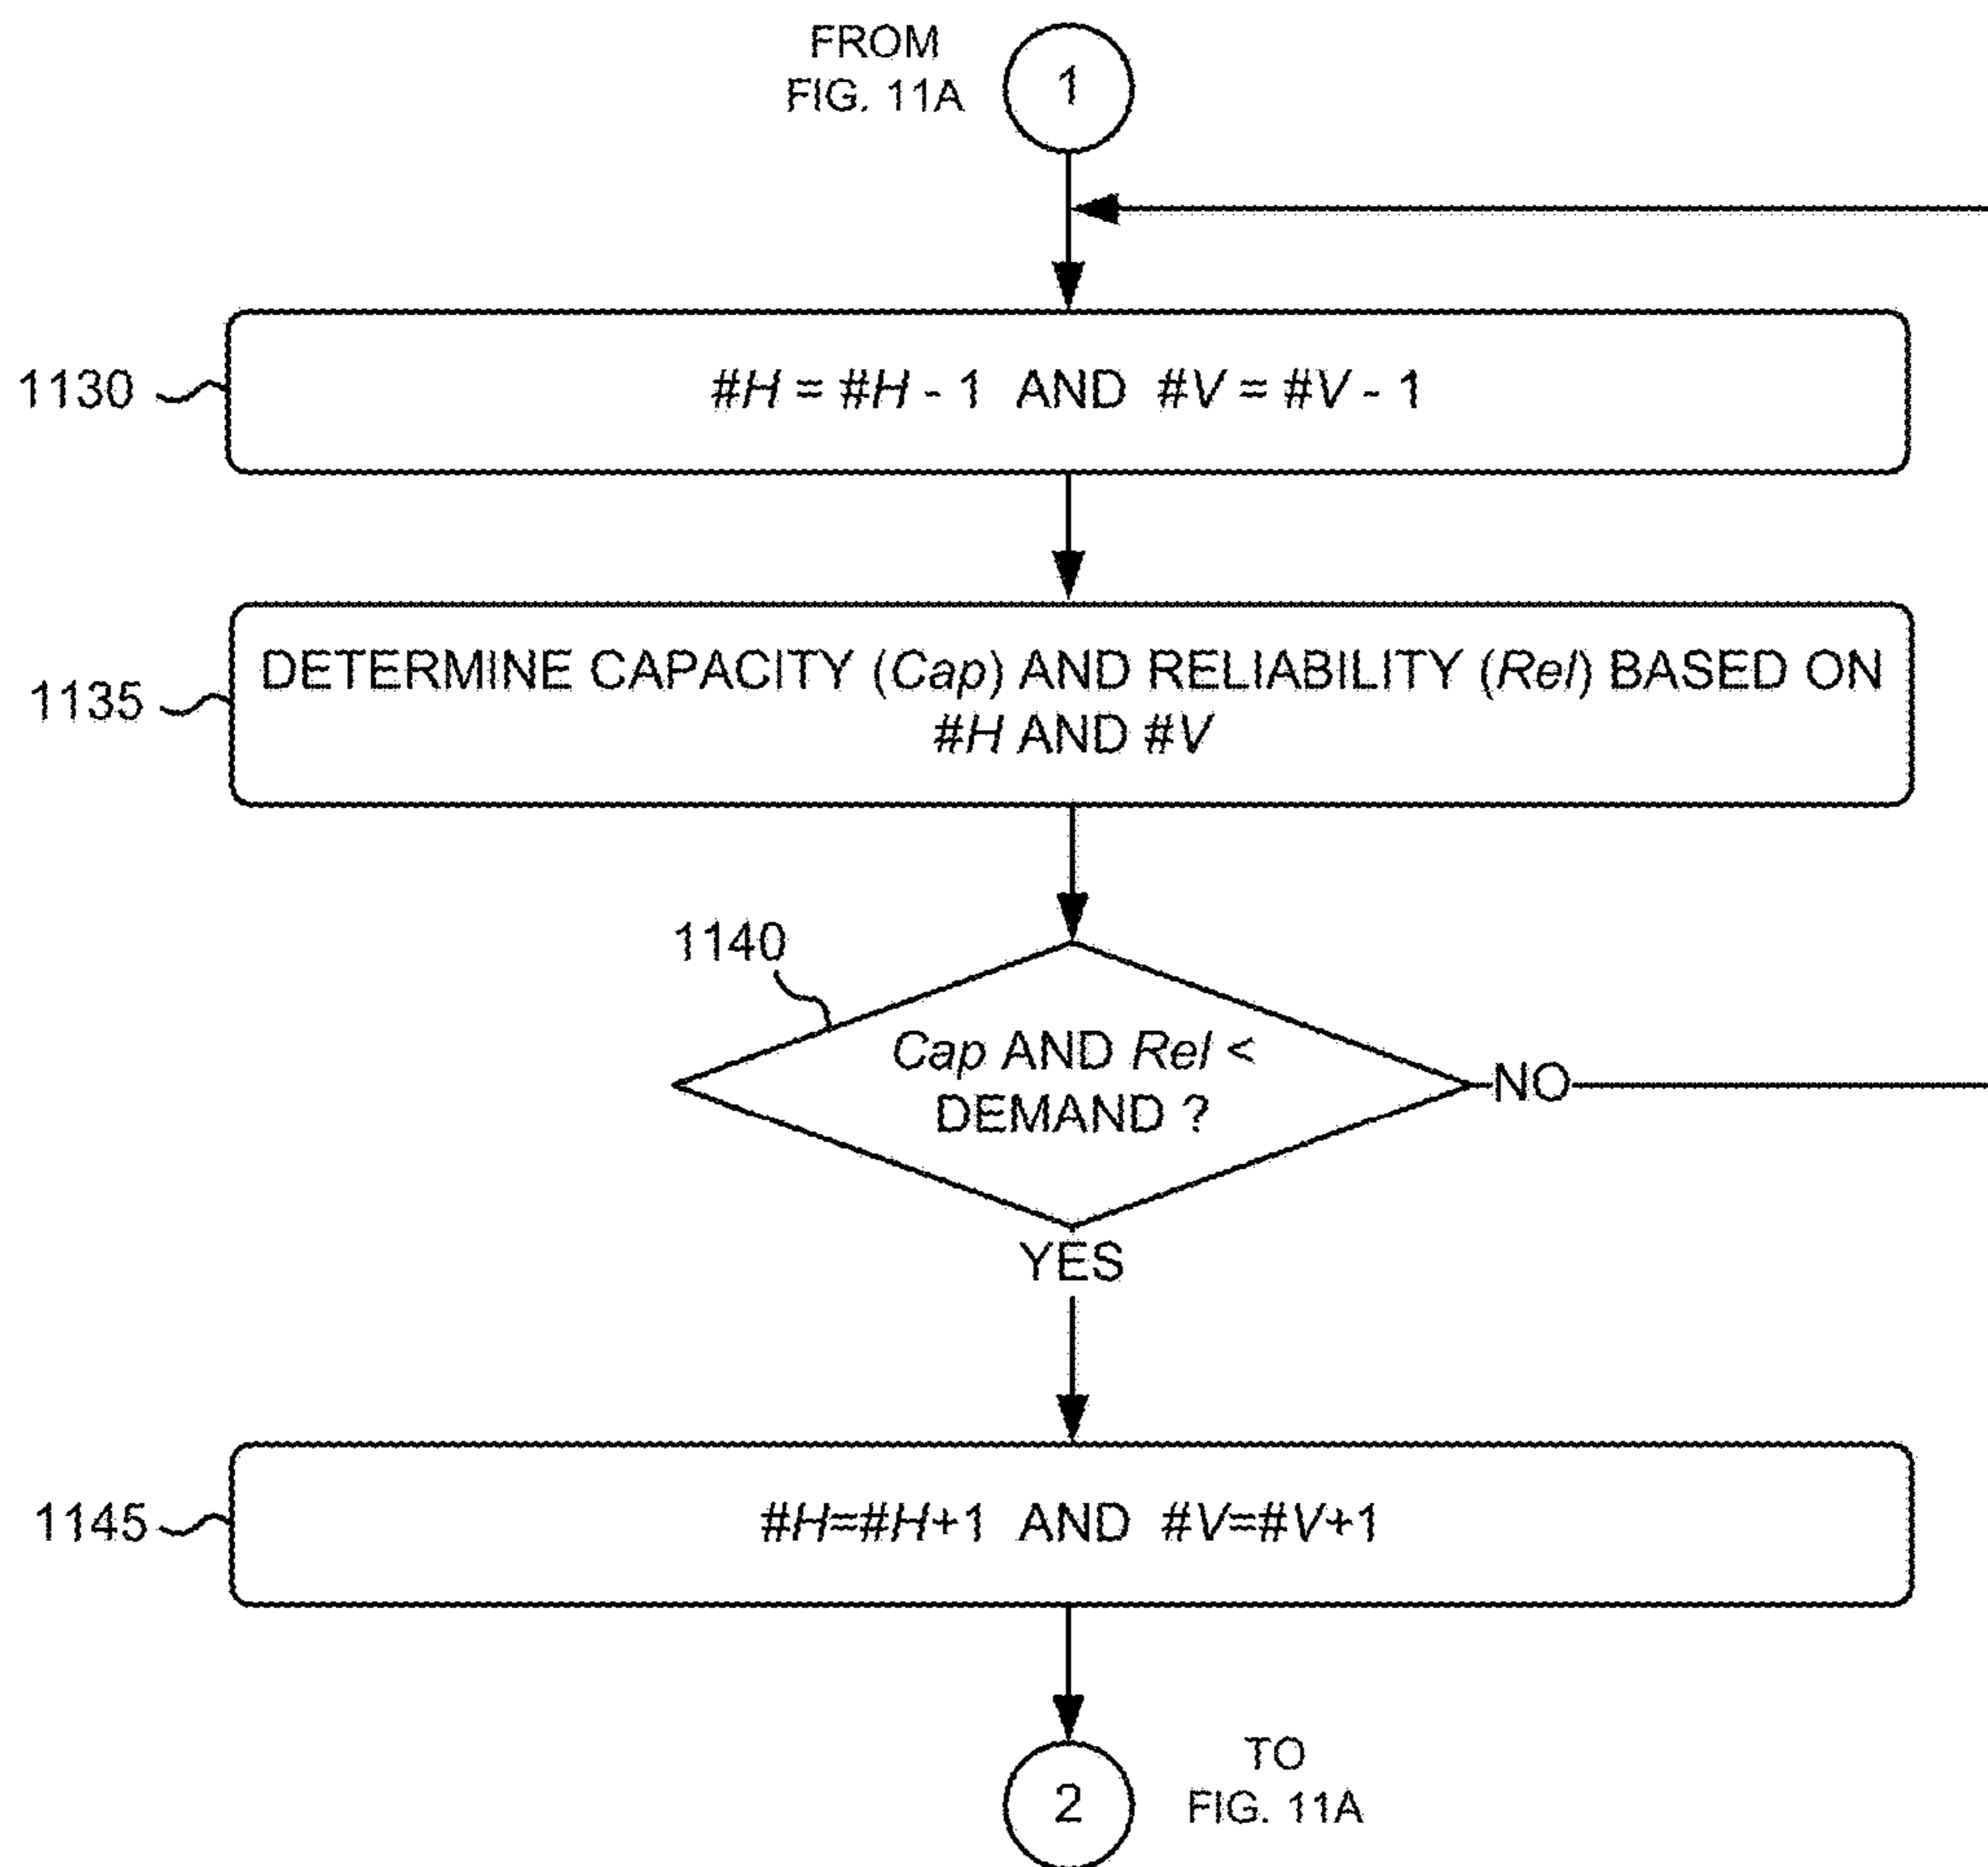 FROM
FIG. 11A
1
1130
#H = #H - 1 AND #V = #V - 1
1135
DETERMINE CAPACITY (Cap) AND RELIABILITY (Rel) BASED ON
#H AND #V
1140
Cap AND Rel <
DEMAND ?
NO
YES
1145
#H=#H+1 AND #V=#V+1
2
TO
FIG. 11A